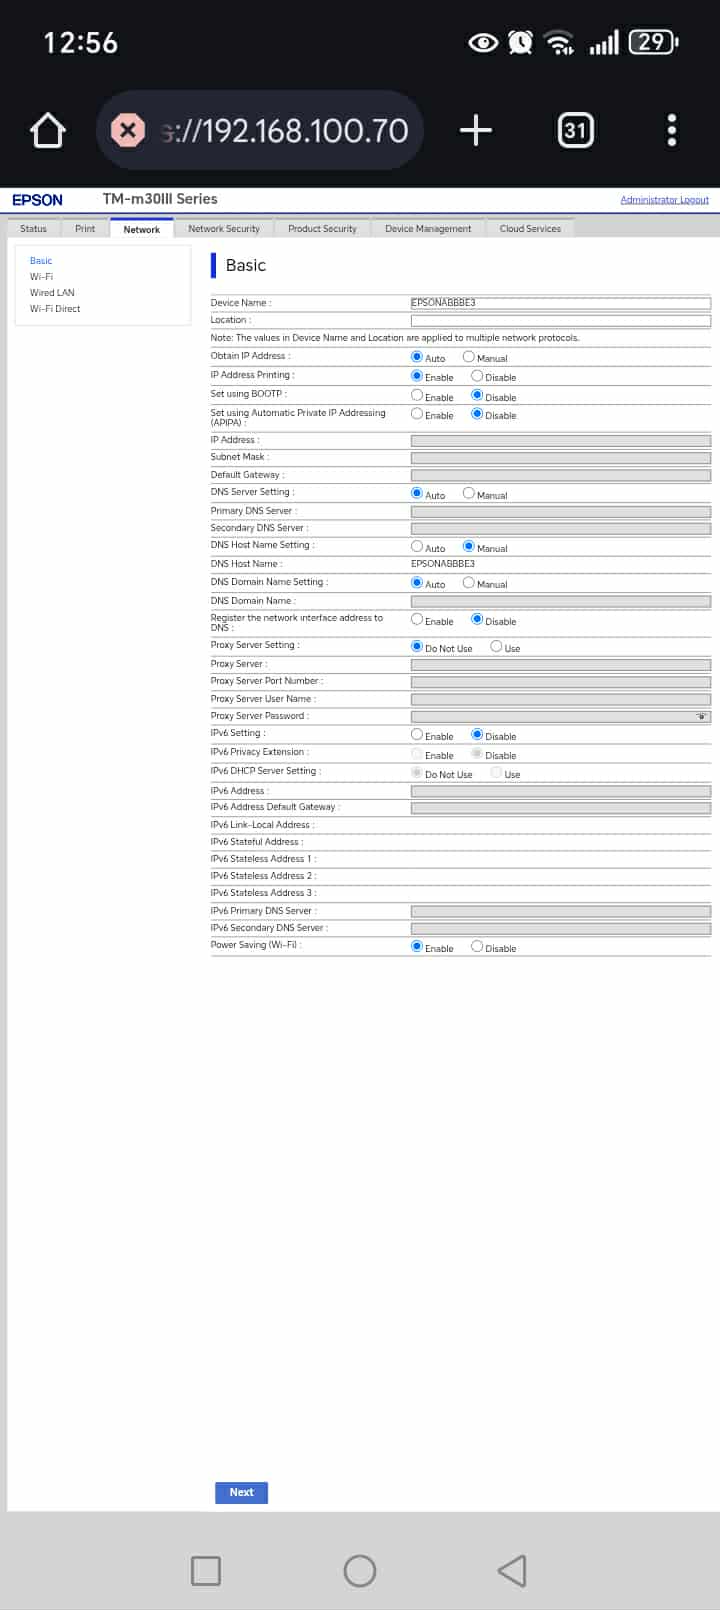 12:56
29
s://192.168.100.70
31
EPSON
TM-m30III Series
Administrator Logout
Status
Print
Network
Network Security
Product Security
Device Management
Cloud Services
Basic
Wi-Fi
Wired LAN
Wi-Fi Direct
Basic
Device Name : EPSONABBBE3
Location :
Note: The values in Device Name and Location are applied to multiple network protocols.
Obtain IP Address : Auto Manual
IP Address Printing : Enable Disable
Set using BOOTP : Enable Disable
Set using Automatic Private IP Addressing Enable Disable
(APIPA) :
IP Address :
Subnet Mask :
Default Gateway :
DNS Server Setting : Auto Manual
Primary DNS Server :
Secondary DNS Server :
DNS Host Name Setting : Auto Manual
DNS Host Name : EPSONABBBE3
DNS Domain Name Setting : Auto Manual
DNS Domain Name :
Register the network interface address to Enable Disable
DNS :
Proxy Server Setting : Do Not Use Use
Proxy Server :
Proxy Server Port Number :
Proxy Server User Name :
Proxy Server Password :
IPv6 Setting : Enable Disable
IPv6 Privacy Extension : Enable Disable
IPv6 DHCP Server Setting : Do Not Use Use
IPv6 Address :
IPv6 Address Default Gateway :
IPv6 Link-Local Address :
IPv6 Stateful Address :
IPv6 Stateless Address 1 :
IPv6 Stateless Address 2 :
IPv6 Stateless Address 3 :
IPv6 Primary DNS Server :
IPv6 Secondary DNS Server :
Power Saving (Wi-Fi) : Enable Disable
Next